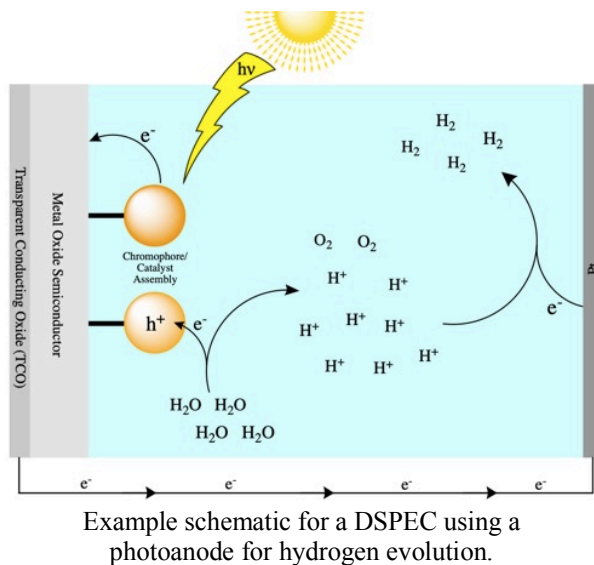 hν
e⁻
H₂
H₂ H₂
H₂
Transparent Conducting Oxide (TCO)
Metal Oxide Semiconductor
Chromophore/
Catalyst
Assembly
O₂ O₂
H⁺ H⁺
h⁺ e⁻
H⁺ H⁺ H⁺
H⁺ H⁺ H⁺
e⁻
H₂O H₂O
H₂O H₂O
e⁻ e⁻ e⁻ e⁻
Example schematic for a DSPEC using a
photoanode for hydrogen evolution.